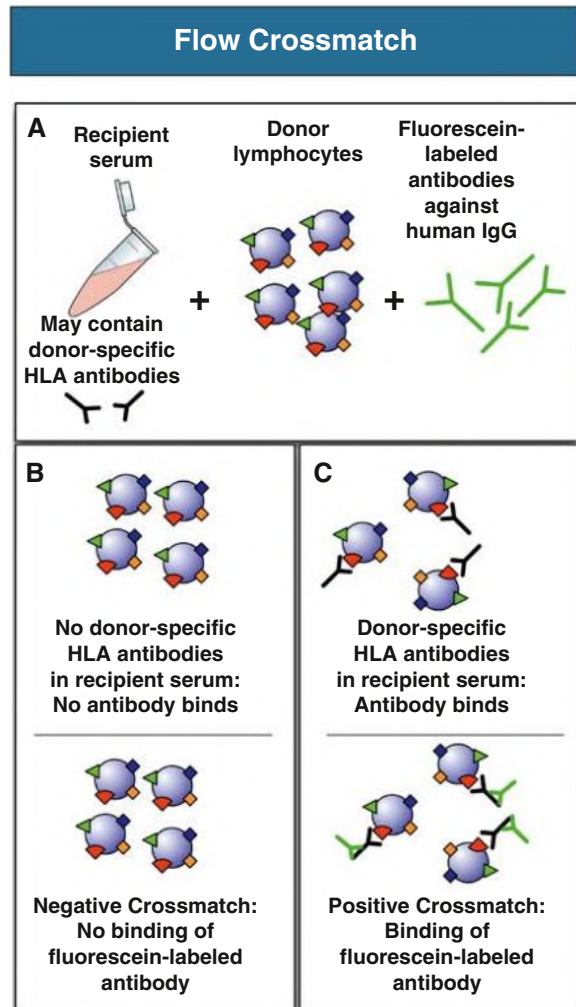 Flow Crossmatch
A
Recipient
serum
Donor
lymphocytes
Fluorescein-
labeled
antibodies
against
human IgG
+
+
May contain
donor-specific
HLA antibodies
B
No donor-specific
HLA antibodies
in recipient serum:
No antibody binds
Negative Crossmatch:
No binding of
fluorescein-labeled
antibody
C
Donor-specific
HLA antibodies
in recipient serum:
Antibody binds
Positive Crossmatch:
Binding of
fluorescein-labeled
antibody